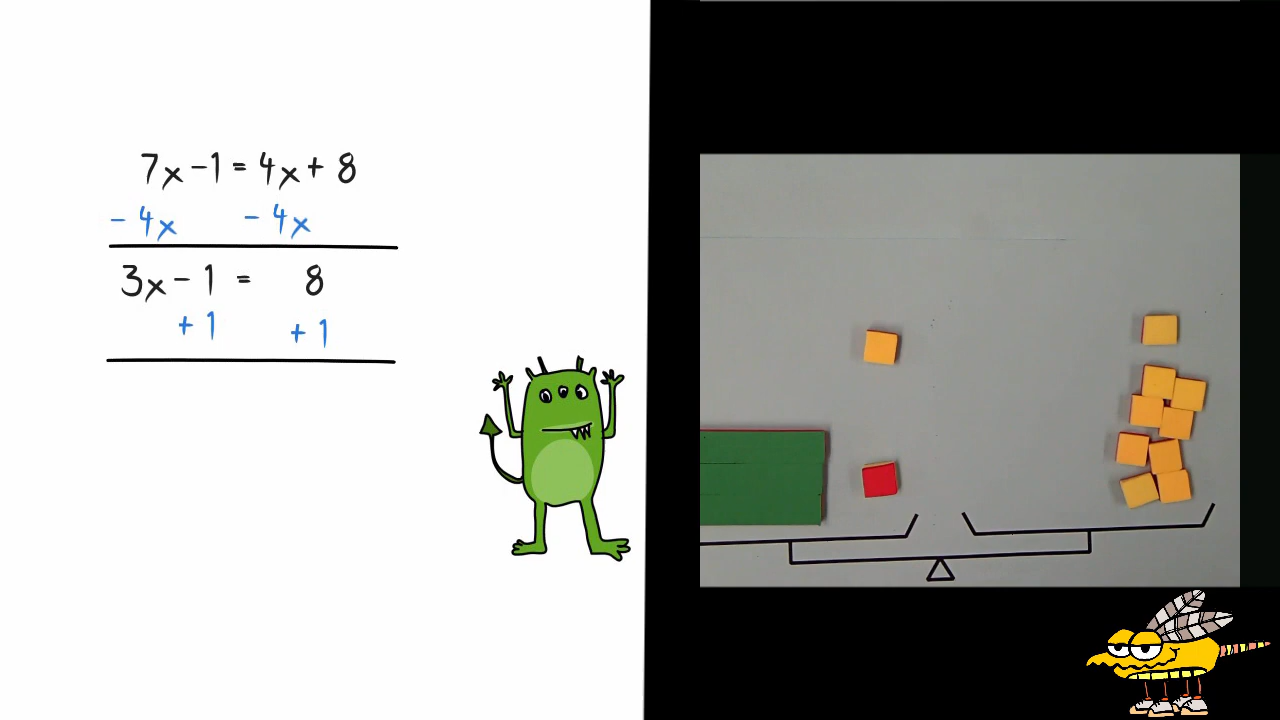 7x - 1 = 4x + 8
- 4x - 4x
3x - 1 = 8
+ 1 + 1